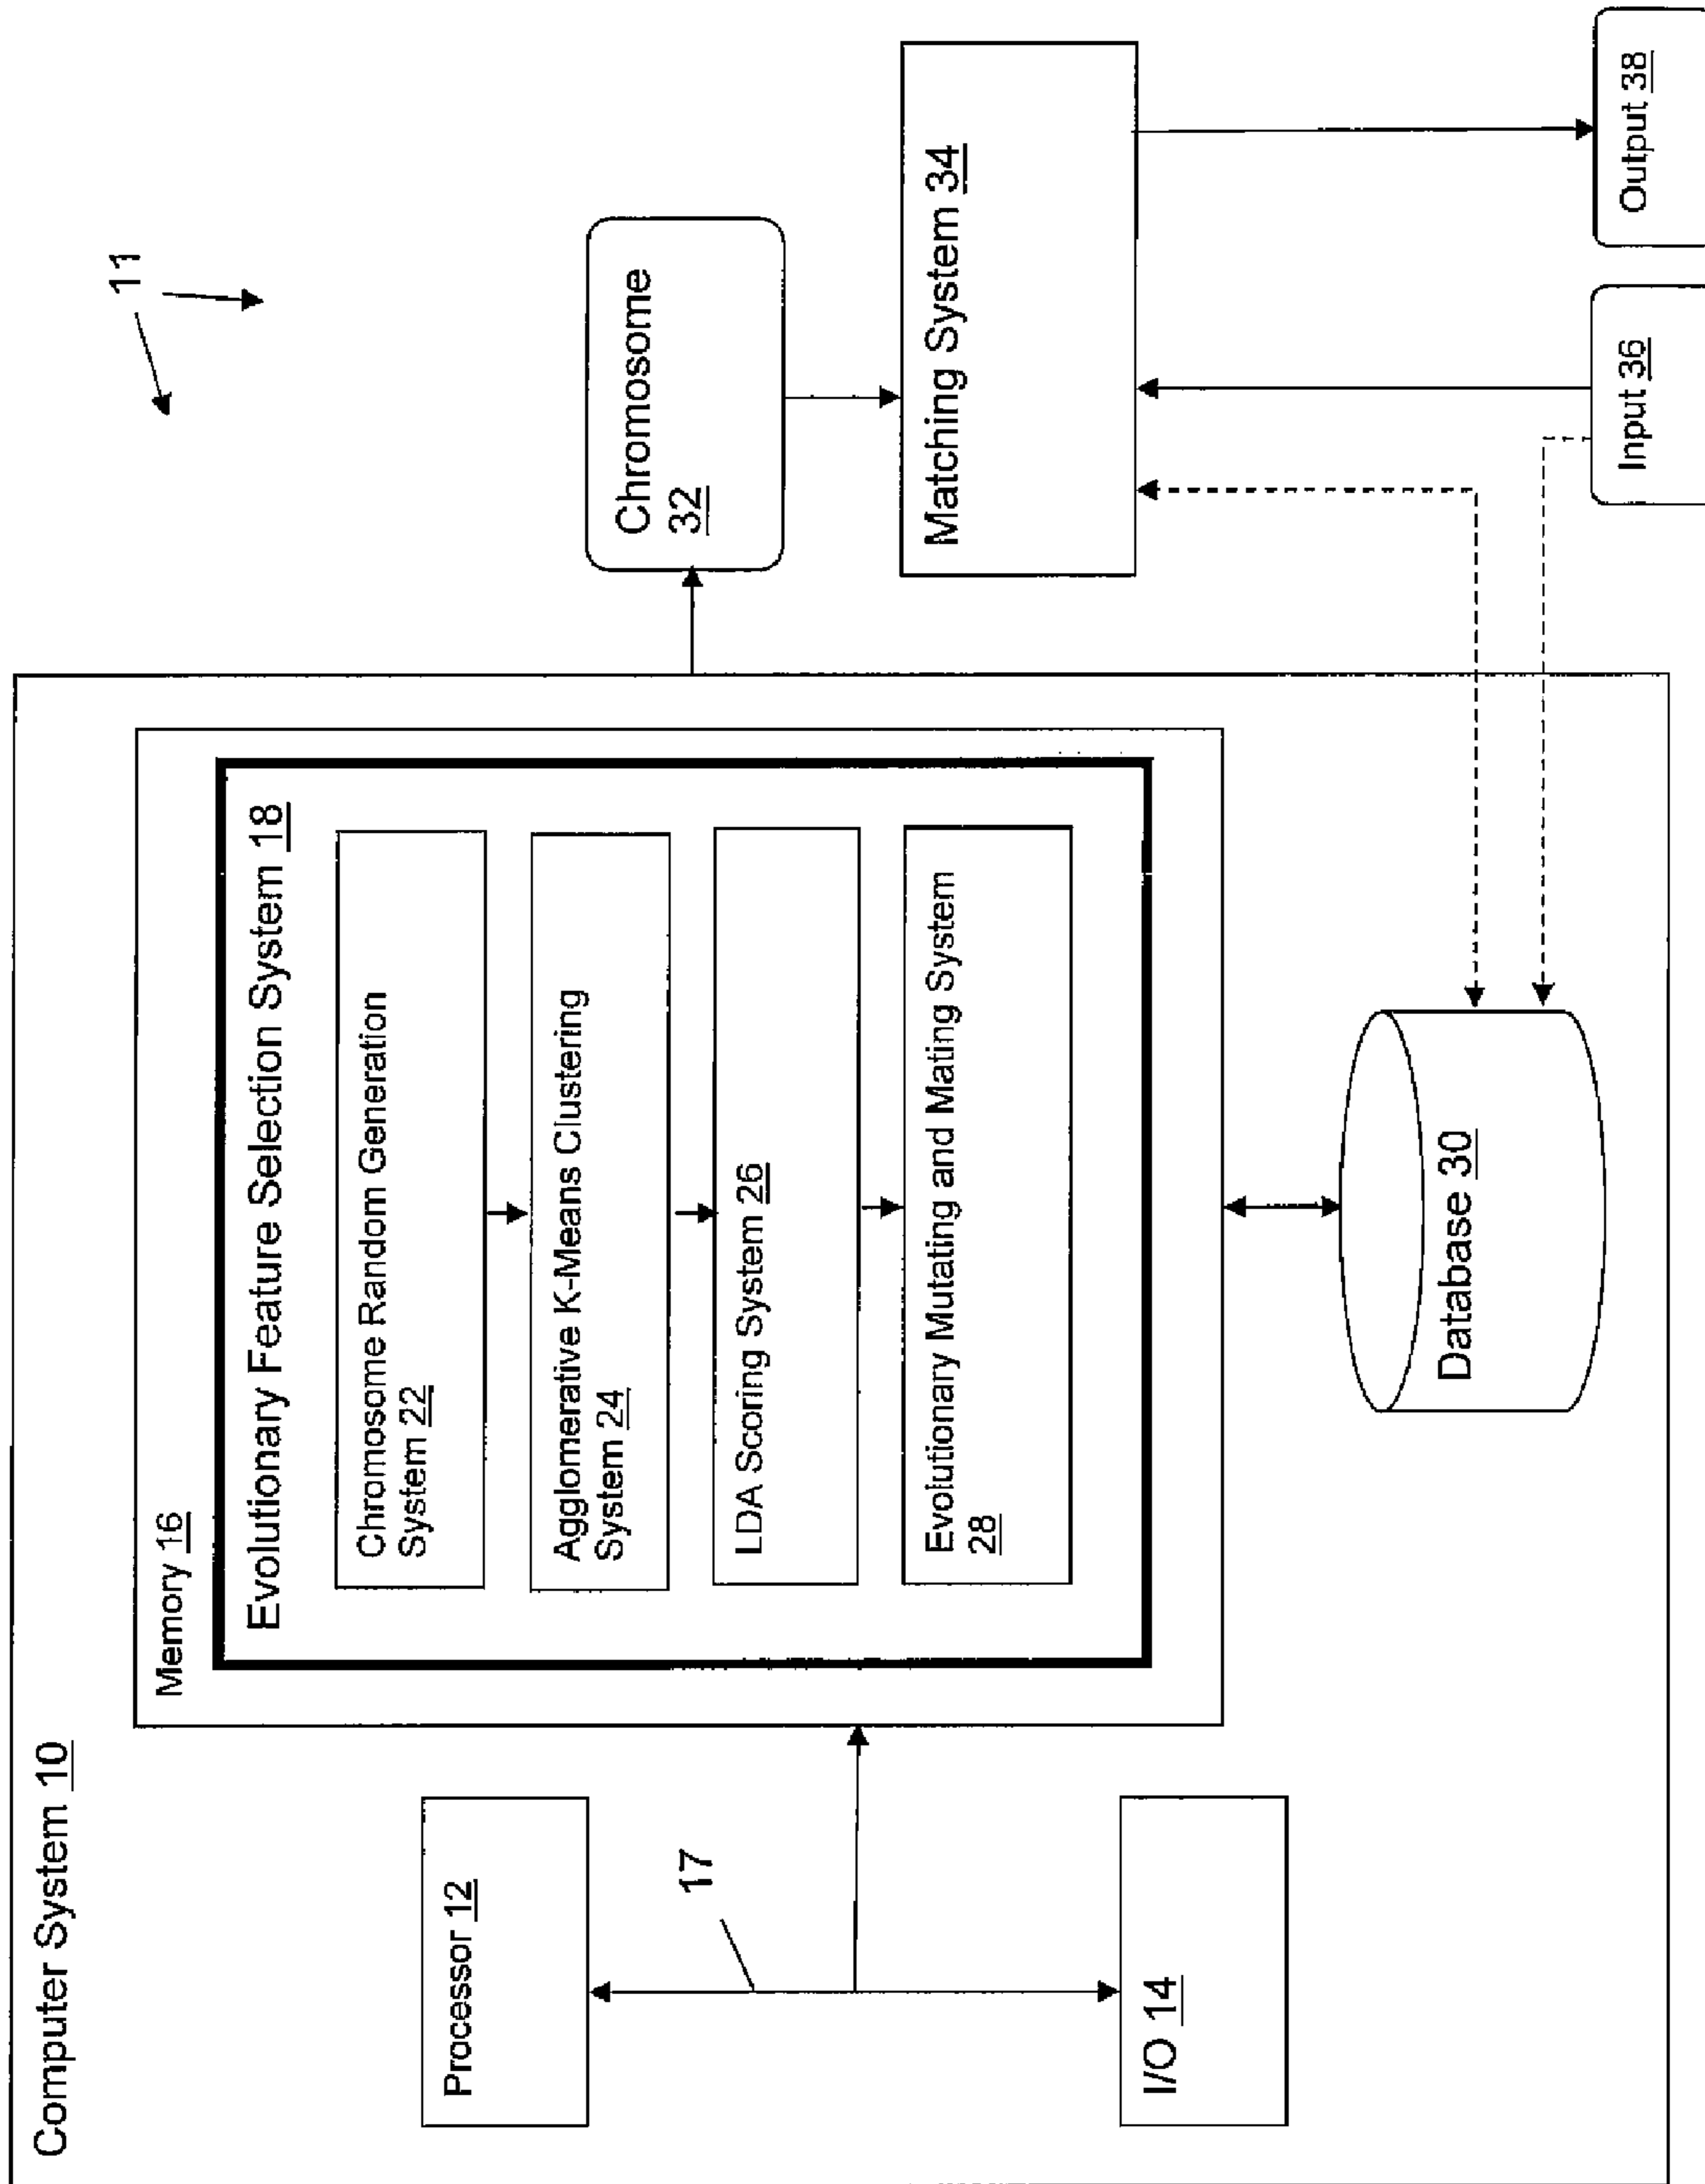 Computer System 10
11
Memory 16
Evolutionary Feature Selection System 18
Processor 12
Chromosome Random Generation
System 22
17
Agglomerative K-Means Clustering
System 24
LDA Scoring System 26
I/O 14
Evolutionary Mutating and Mating System
28
Chromosome
32
Matching System 34
Database 30
Input 36
Output 38